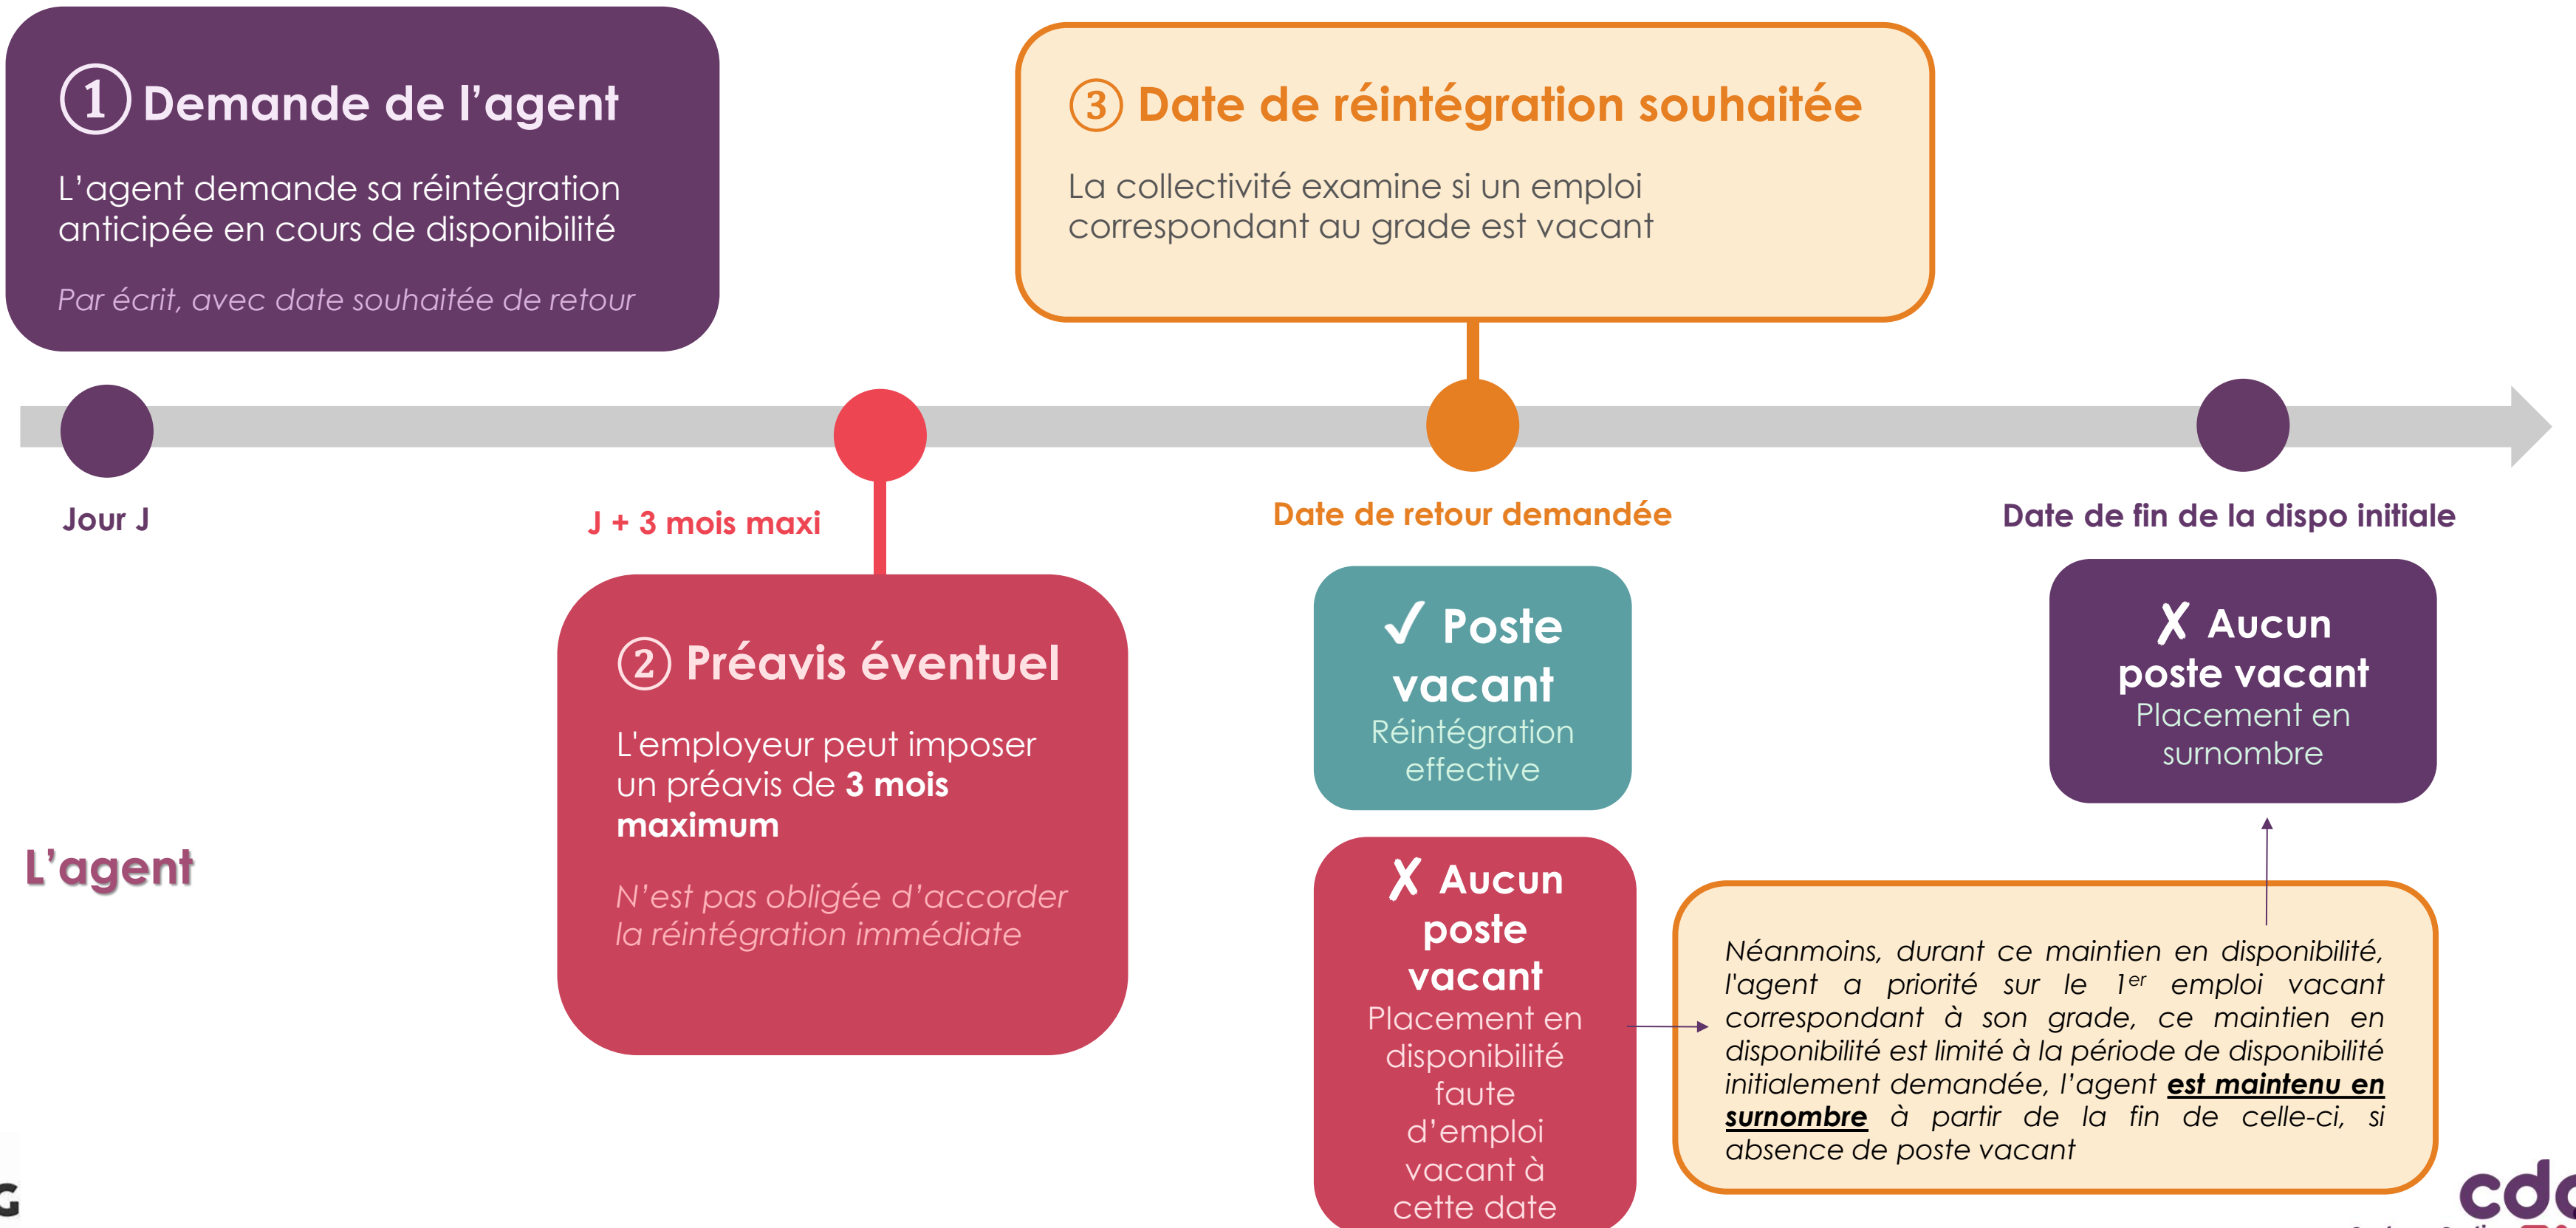 ① Demande de l’agent
L’agent demande sa réintégration
anticipée en cours de disponibilité
Par écrit, avec date souhaitée de retour
③ Date de réintégration souhaitée
La collectivité examine si un emploi
correspondant au grade est vacant
Jour J
J + 3 mois maxi
Date de retour demandée
Date de fin de la dispo initiale
② Préavis éventuel
L'employeur peut imposer
un préavis de 3 mois
maximum
N’est pas obligée d’accorder
la réintégration immédiate
✓ Poste
vacant
Réintégration
effective
✗ Aucun
poste vacant
Placement en
surnombre
L’agent
✗ Aucun
poste
vacant
Placement en
disponibilité
faute
d’emploi
vacant à
cette date
Néanmoins, durant ce maintien en disponibilité,
l'agent a priorité sur le 1er emploi vacant
correspondant à son grade, ce maintien en
disponibilité est limité à la période de disponibilité
initialement demandée, l’agent est maintenu en
surnombre à partir de la fin de celle-ci, si
absence de poste vacant
G